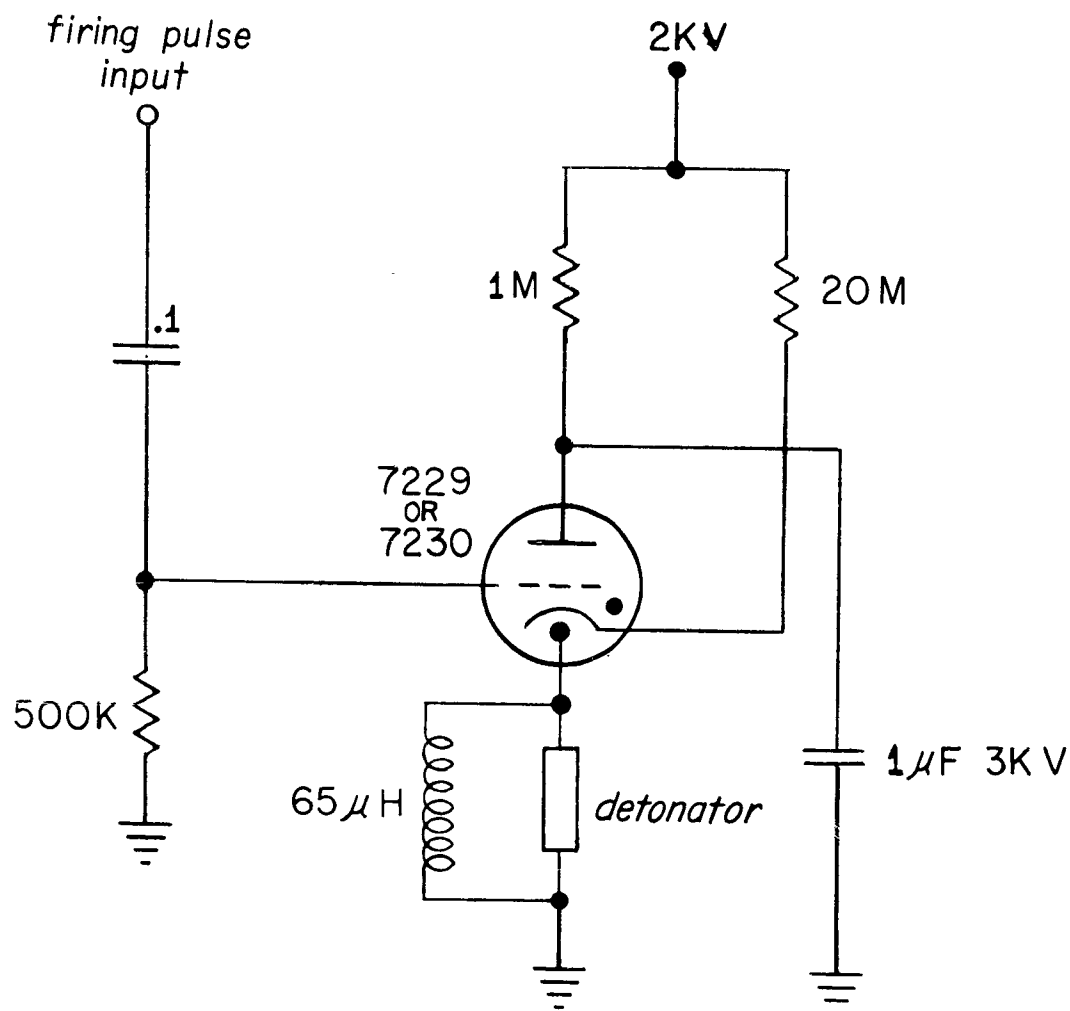 firing pulse
input
2KV
.1
1M
20M
7229
OR
7230
500K
65μH
detonator
1μF 3KV